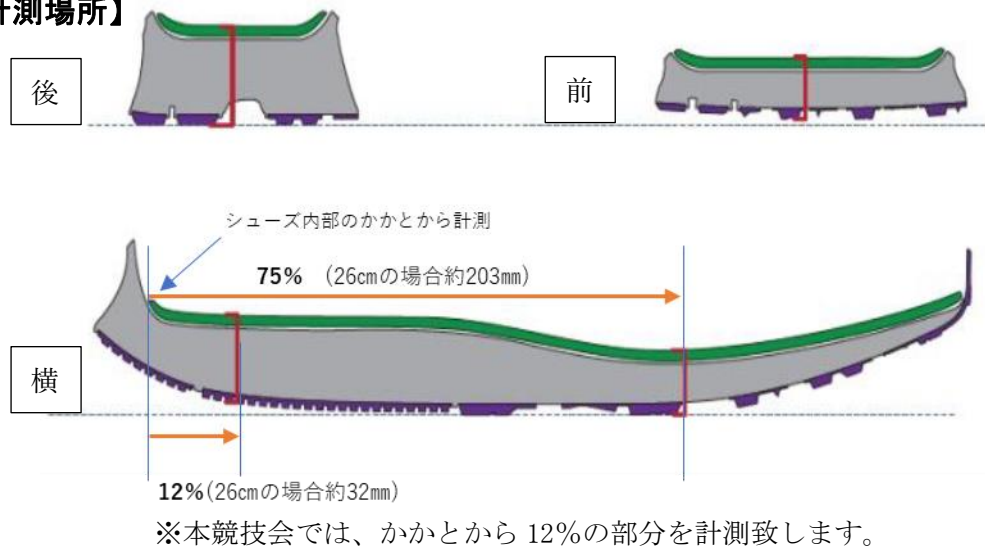 計測場所】
後
前
シューズ内部のかかとから計測
75% (26cmの場合約203mm)
横
12%(26cmの場合約32mm)
※本競技会では、かかとから 12%の部分を計測致します。